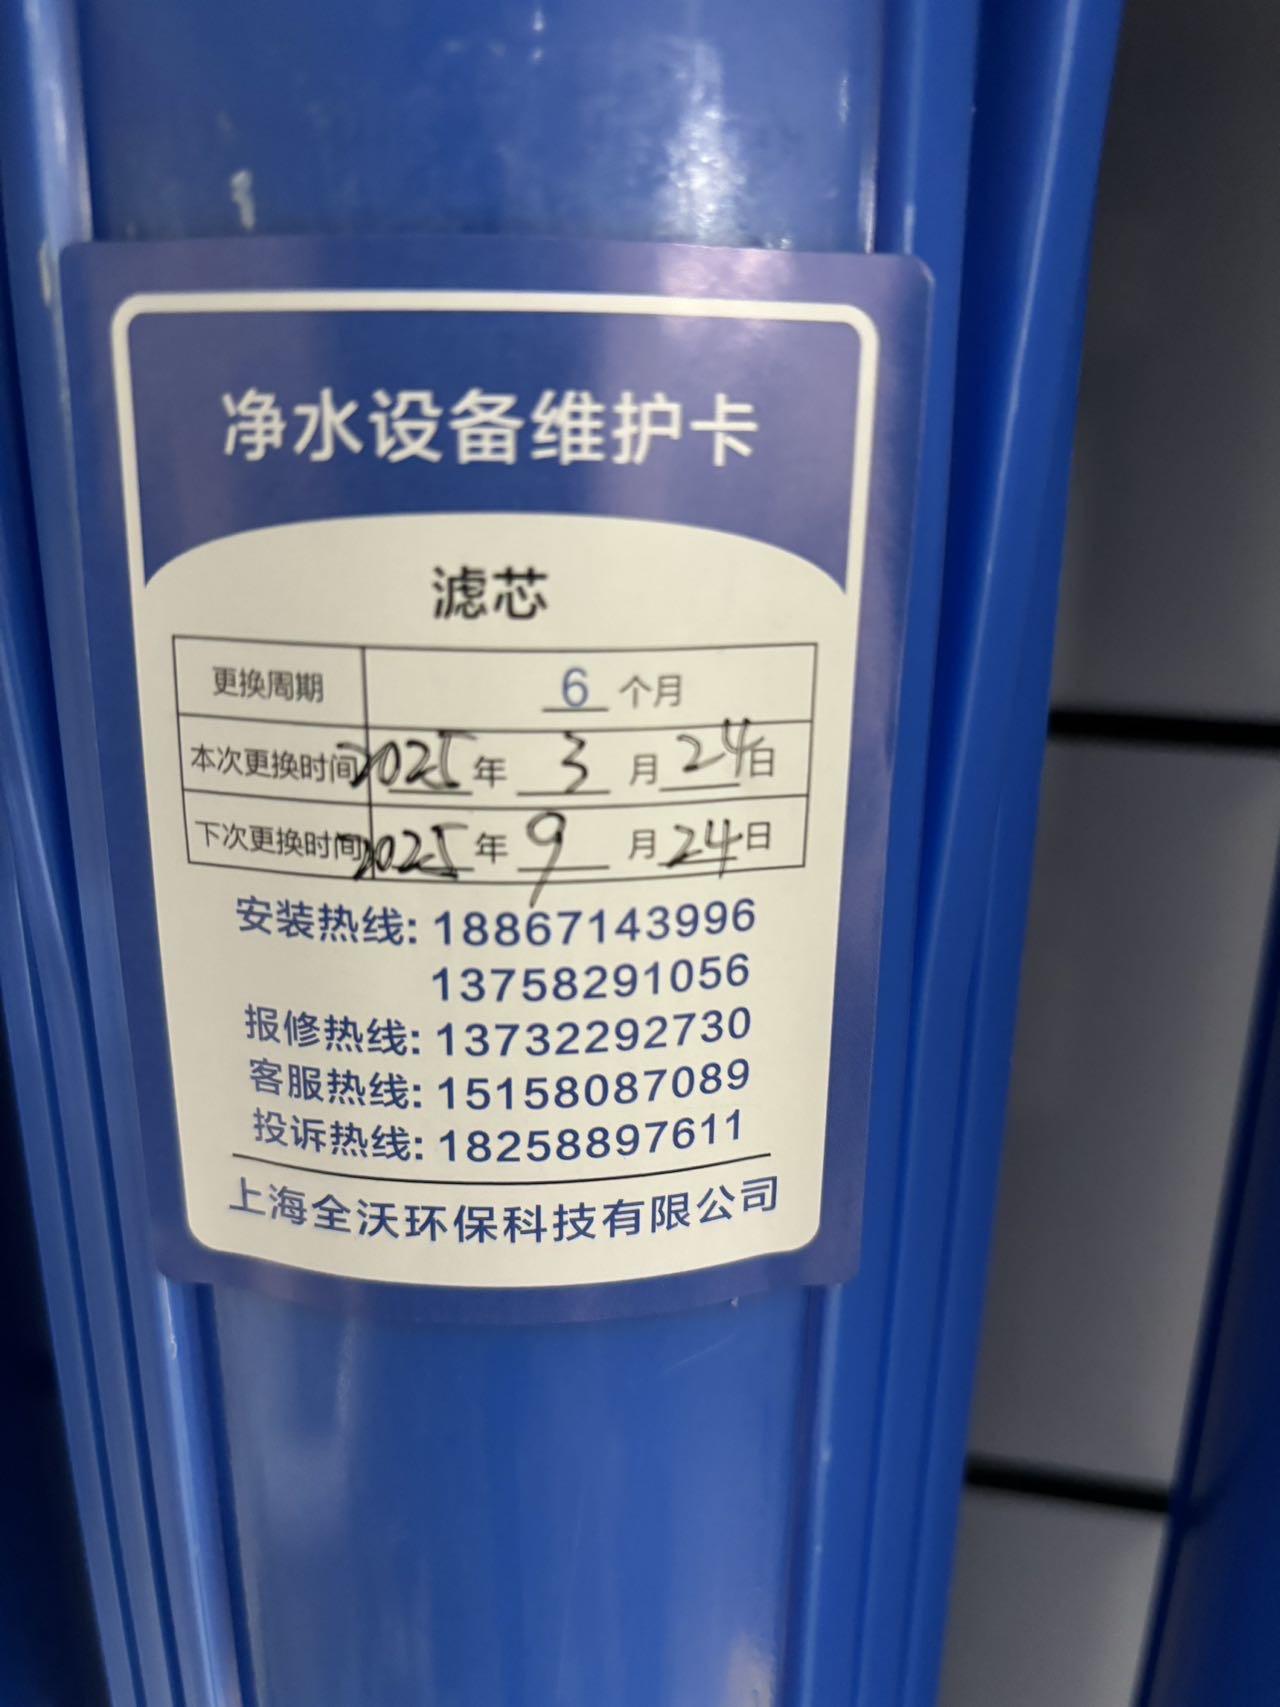 净水设备维护卡
滤芯
更换周期 6 个月
本次更换时间 2025 年 3 月 24 日
下次更换时间 2025 年 9 月 24 日
安装热线: 18867143996
13758291056
报修热线: 13732292730
客服热线: 15158087089
投诉热线: 18258897611
上海全沃环保科技有限公司